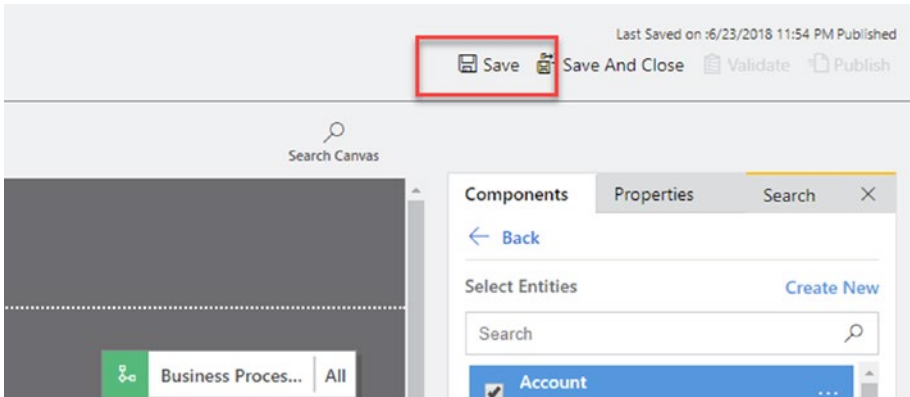 Last Saved on :6/23/2018 11:54 PM Published
Save Save And Close Validate Publish
Search Canvas
Components Properties Search
Back
Select Entities Create New
Search
Business Proces... All
Account
...